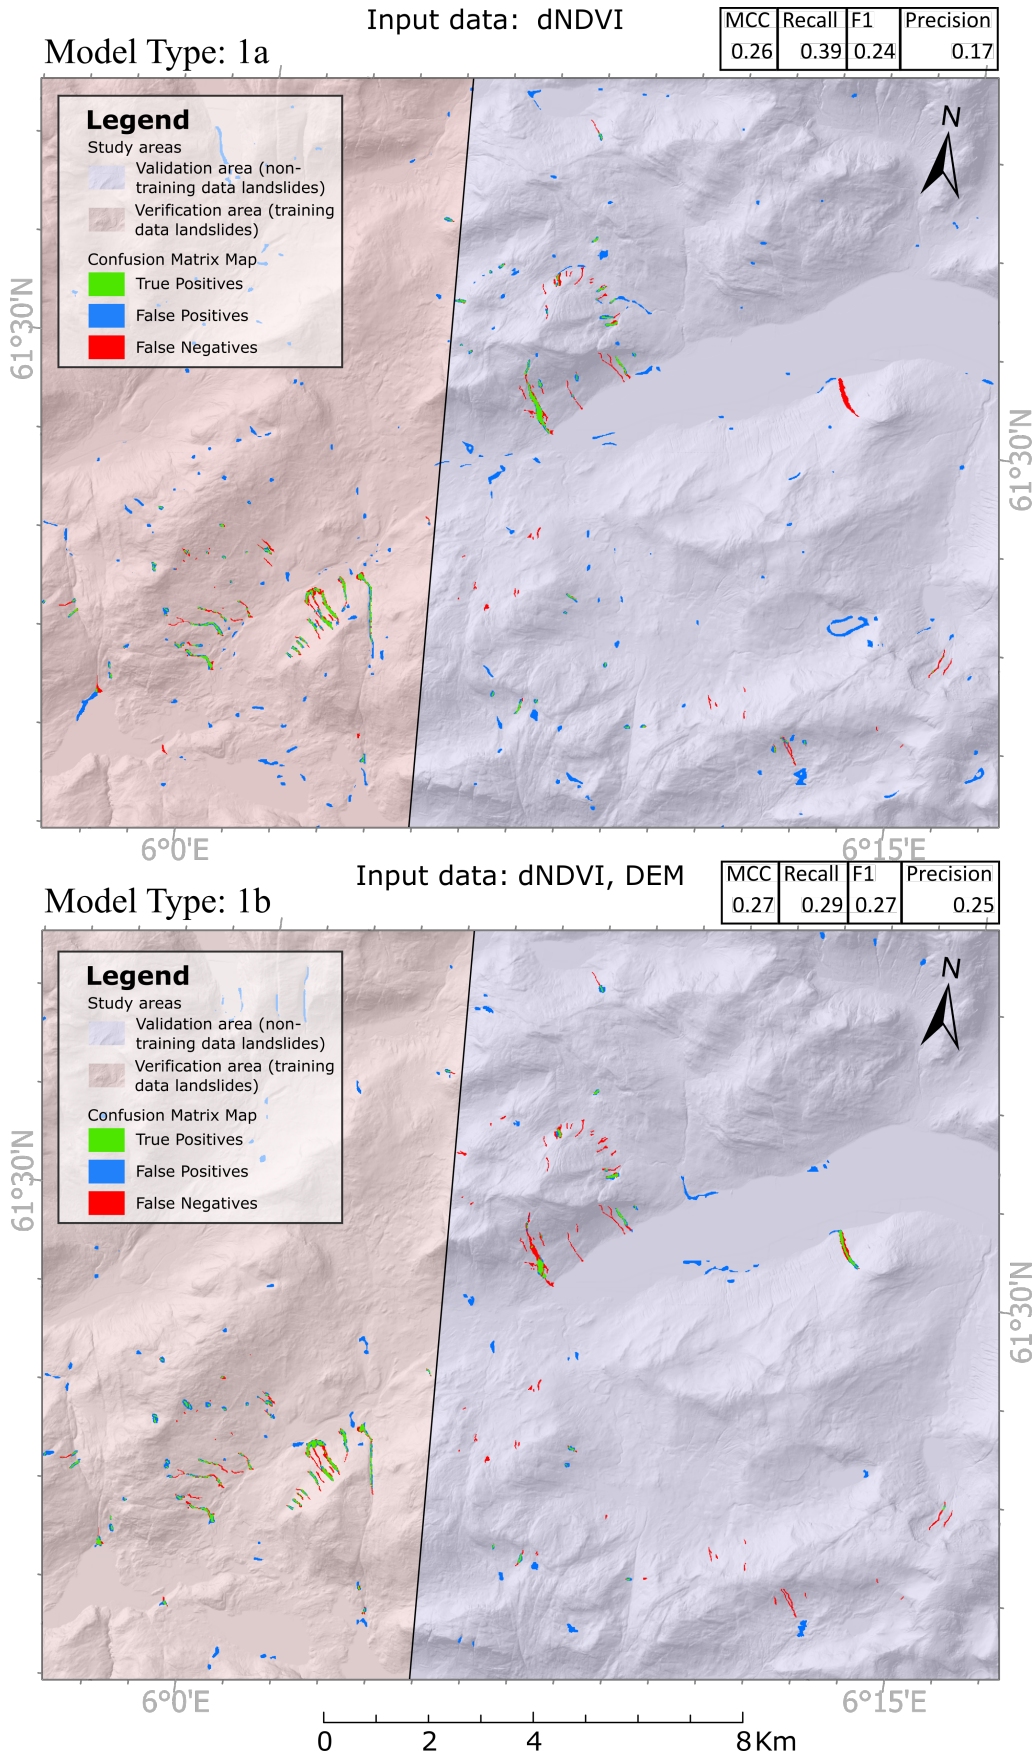 Input data: dNDVI
MCC Recall F1 Precision
0.26 0.39 0.24 0.17
Model Type: 1a
N
Legend
Study areas
Validation area (non-
training data landslides)
Verification area (training
data landslides)
Confusion Matrix Map
True Positives
False Positives
False Negatives
61°30'N
61°30'N
6°0'E
6°15'E
Input data: dNDVI, DEM
MCC Recall F1 Precision
0.27 0.29 0.27 0.25
Model Type: 1b
N
Legend
Study areas
Validation area (non-
training data landslides)
Verification area (training
data landslides)
Confusion Matrix Map
True Positives
False Positives
False Negatives
61°30'N
61°30'N
6°0'E
6°15'E
0 2 4 8 Km